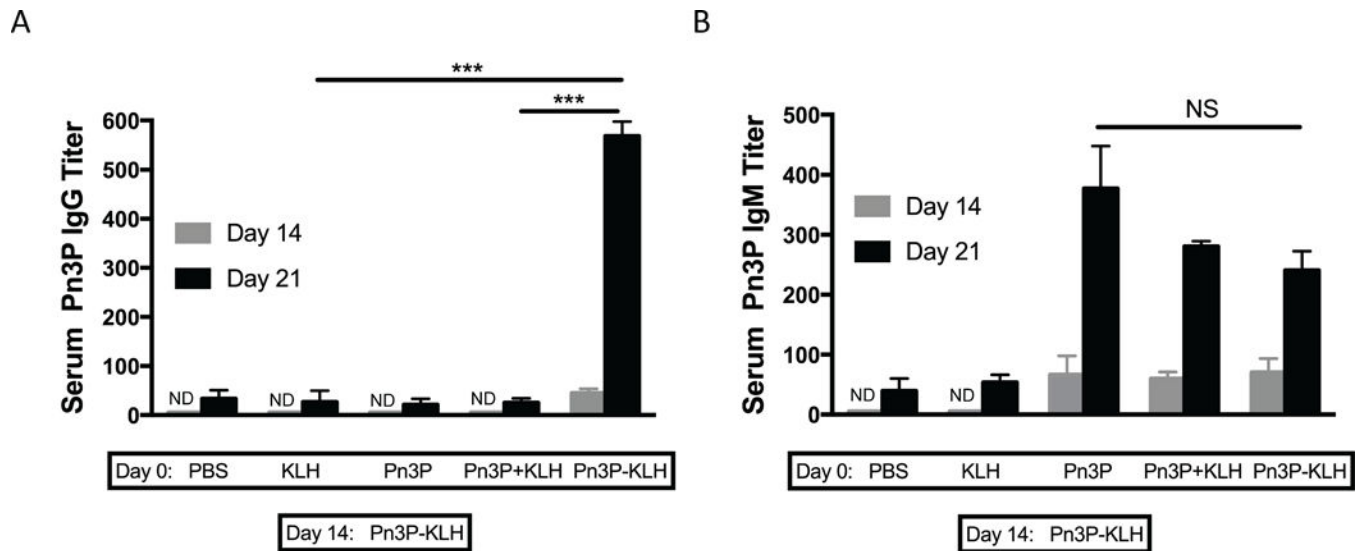 A
***
***
600
500
400
300
200
100
0
Serum Pn3P IgG Titer
Day 14
Day 21
ND
ND
ND
ND
Day 0: PBS KLH Pn3P Pn3P+KLH Pn3P-KLH
Day 14: Pn3P-KLH
B
NS
500
400
300
200
100
0
Serum Pn3P IgM Titer
Day 14
Day 21
ND
ND
Day 0: PBS KLH Pn3P Pn3P+KLH Pn3P-KLH
Day 14: Pn3P-KLH